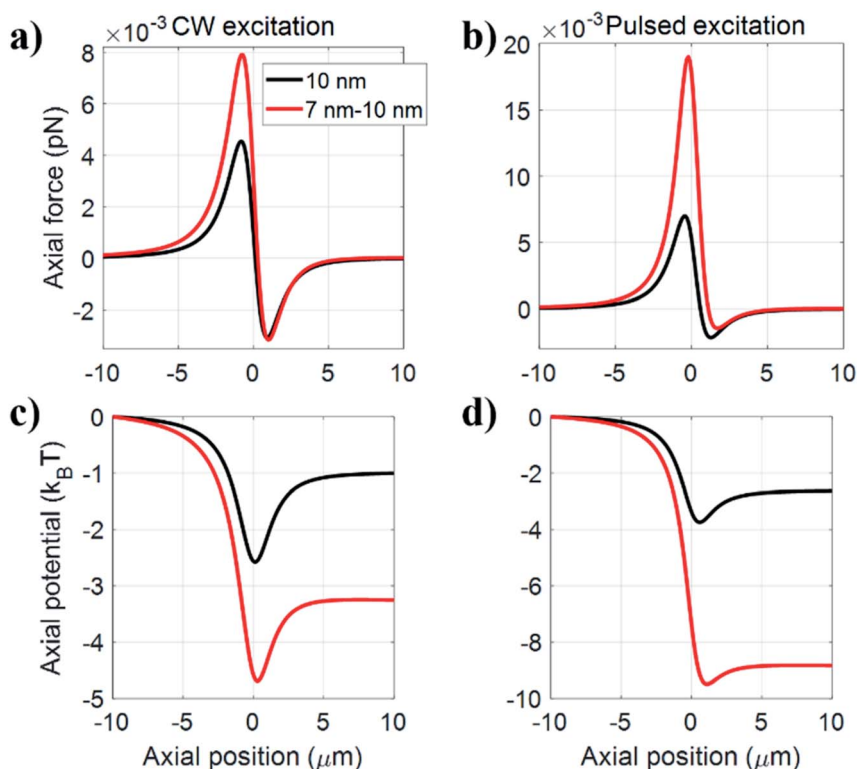 a)
×10⁻³ CW excitation
8
6
4
2
0
-2
Axial force (pN)
10 nm
7 nm-10 nm
-10 -5 0 5 10
b)
×10⁻³ Pulsed excitation
20
15
10
5
0
-10 -5 0 5 10
c)
0
-1
-2
-3
-4
-5
Axial potential (k_BT)
-10 -5 0 5 10
Axial position (μm)
d)
0
-2
-4
-6
-8
-10
-10 -5 0 5 10
Axial position (μm)